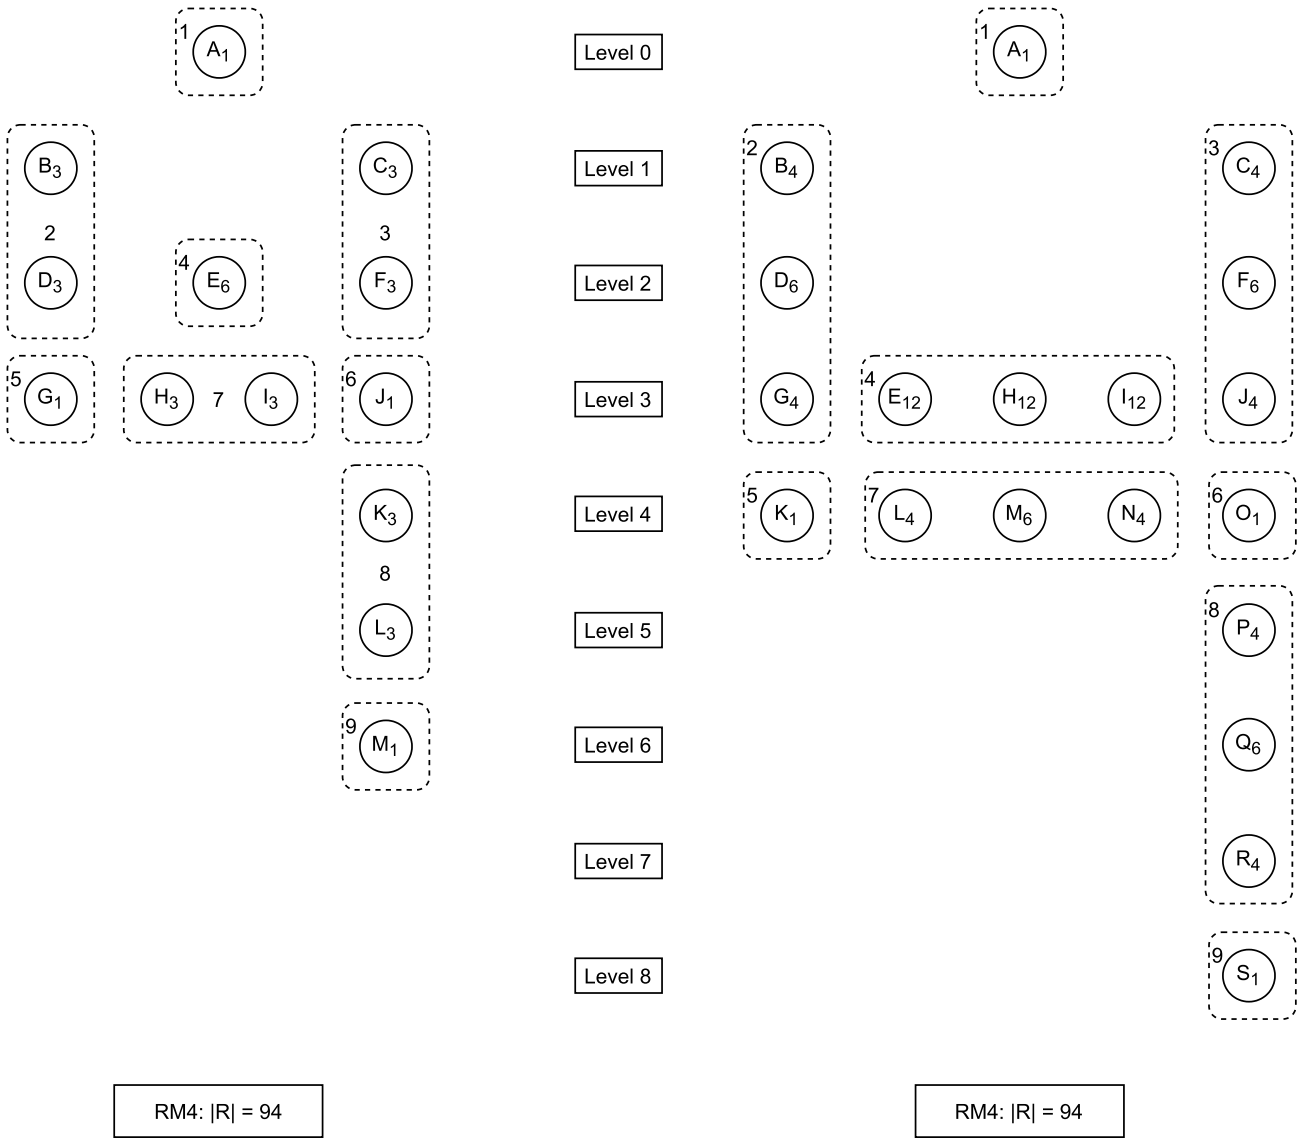 1 A1 Level 0 1 A1
B3 C3 Level 1 2 B4 3 C4
2 3
4
D3 E6 F3 Level 2 D6 F6
5 G1 H3 7 I3 6 J1 Level 3 G4 4 E12 H12 I12 J4
K3 Level 4 5 K1 7 L4 M6 N4 6 O1
8
L3 Level 5 8 P4
9 M1 Level 6 Q6
Level 7 R4
Level 8 9 S1
RM4: |R| = 94 RM4: |R| = 94